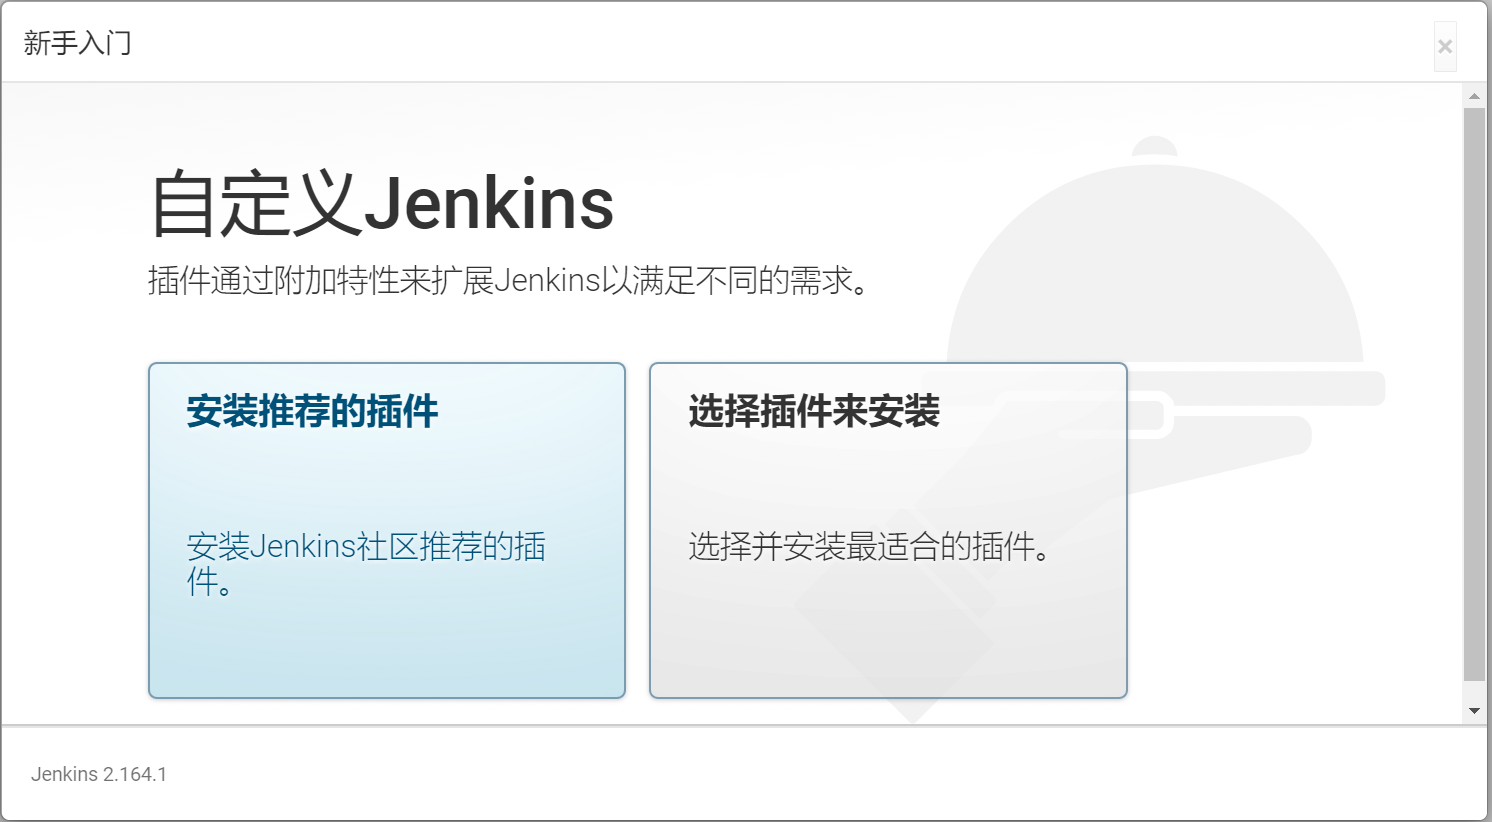 新手入门
×
自定义Jenkins
插件通过附加特性来扩展Jenkins以满足不同的需求。
安装推荐的插件
安装Jenkins社区推荐的插
件。
选择插件来安装
选择并安装最适合的插件。
Jenkins 2.164.1